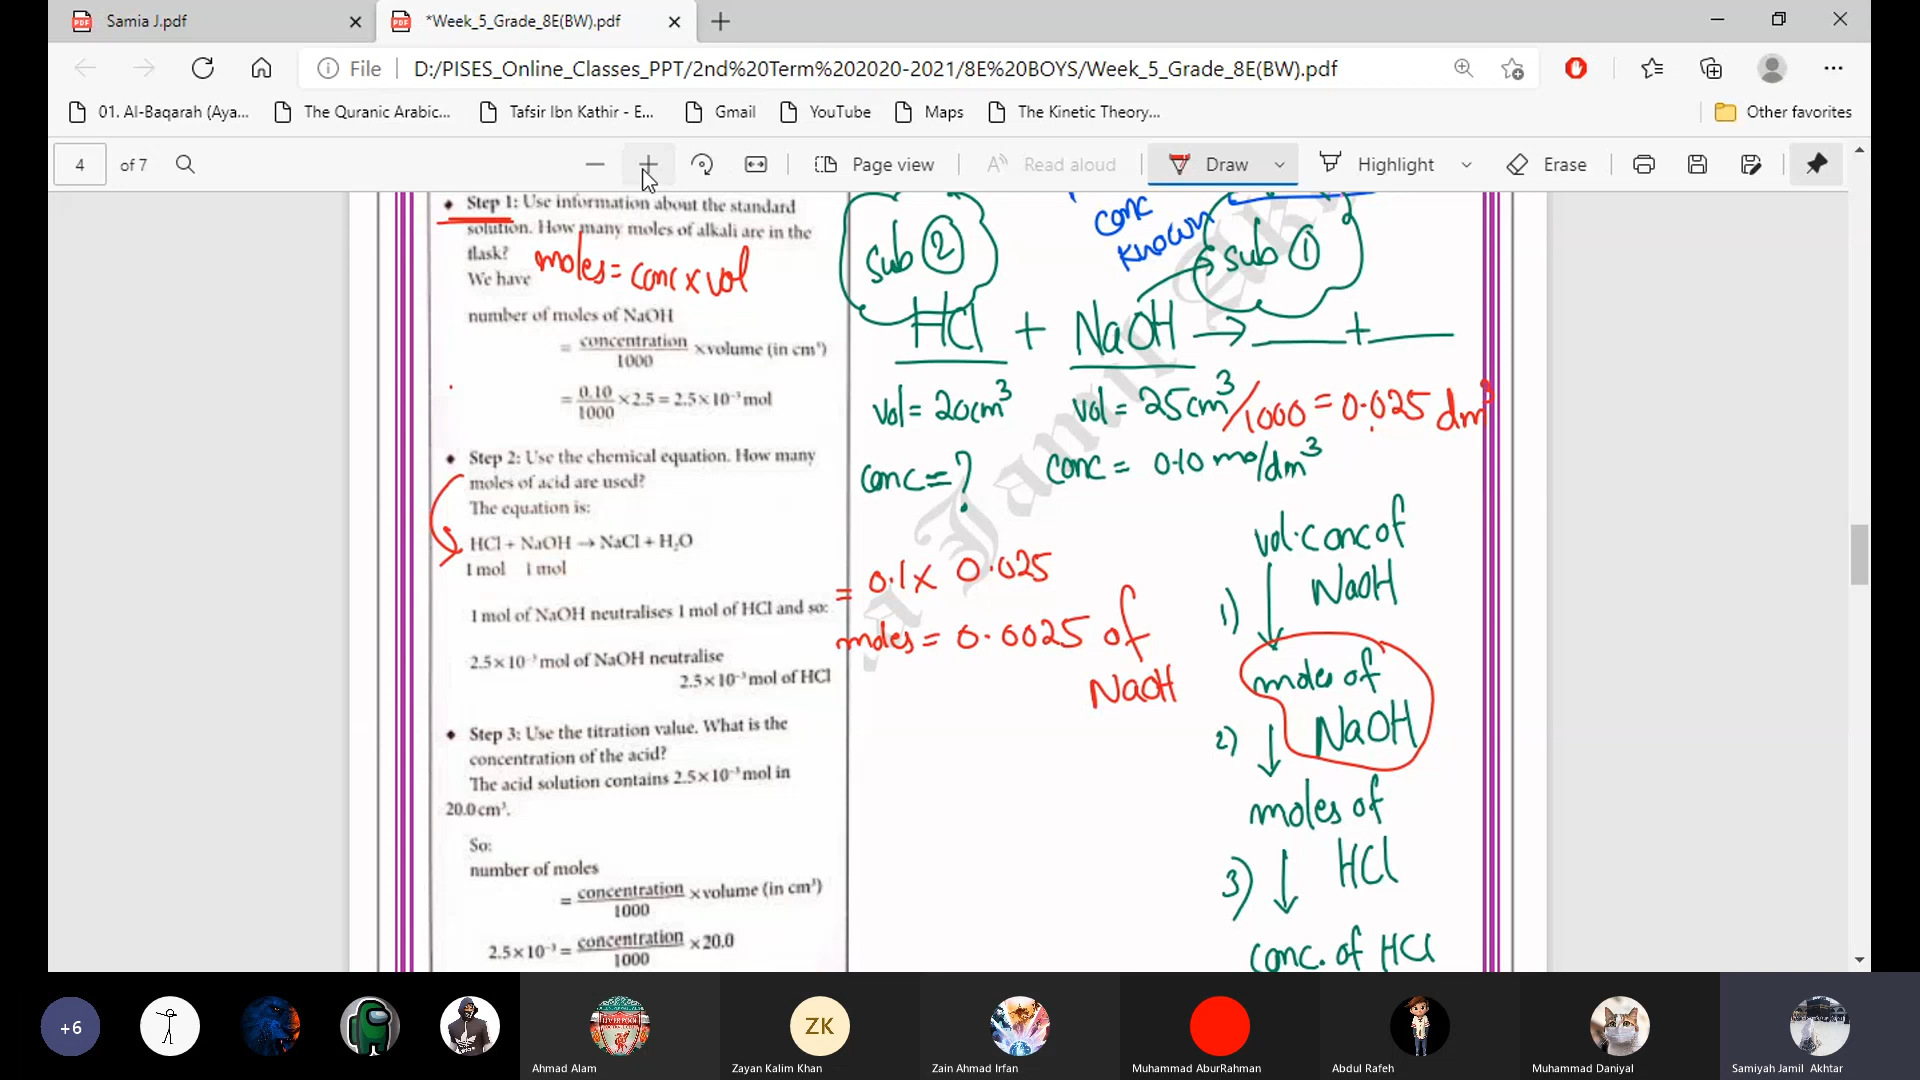 Samia J.pdf
*Week_5_Grade_8E(BW).pdf
File
D:/PISES_Online_Classes_PPT/2nd%20Term%202020-2021/8E%20BOYS/Week_5_Grade_8E(BW).pdf
01. Al-Baqarah (Aya...
The Quranic Arabic...
Tafsir Ibn Kathir - E...
Gmail
YouTube
Maps
The Kinetic Theory...
Other favorites
4 of 7
Page view
Read aloud
Draw
Highlight
Erase
Step 1: Use information about the standard
solution. How many moles of alkali are in the
flask?
moles = conc x vol
We have
number of moles of NaOH
= concentration/1000 × volume (in cm³)
= 0.10/1000 × 2.5 = 2.5 × 10⁻³ mol
Step 2: Use the chemical equation. How many
moles of acid are used?
The equation is:
HCl + NaOH → NaCl + H₂O
1 mol 1 mol
1 mol of NaOH neutralises 1 mol of HCl and so:
2.5 × 10⁻³ mol of NaOH neutralise
2.5 × 10⁻³ mol of HCl
Step 3: Use the titration value. What is the
concentration of the acid?
The acid solution contains 2.5 × 10⁻³ mol in
20.0 cm³.
So:
number of moles
= concentration/1000 × volume (in cm³)
2.5 × 10⁻³ = concentration/1000 × 20.0
conc
known
sub ②
sub ①
HCl + NaOH → ___ + ___
vol = 20cm³
vol = 25cm³/1000 = 0.025 dm³
conc = ?
conc = 0.10 mo/dm³
= 0.1 x 0.025
moles = 0.0025 of
NaOH
vol. conc of
NaOH
1)
moles of
NaOH
2)
moles of
HCl
3)
conc. of HCl
+6
ZK
Ahmad Alam
Zayan Kalim Khan
Zain Ahmad Irfan
Muhammad AburRahman
Abdul Rafeh
Muhammad Daniyal
Samiyah Jamil Akhtar